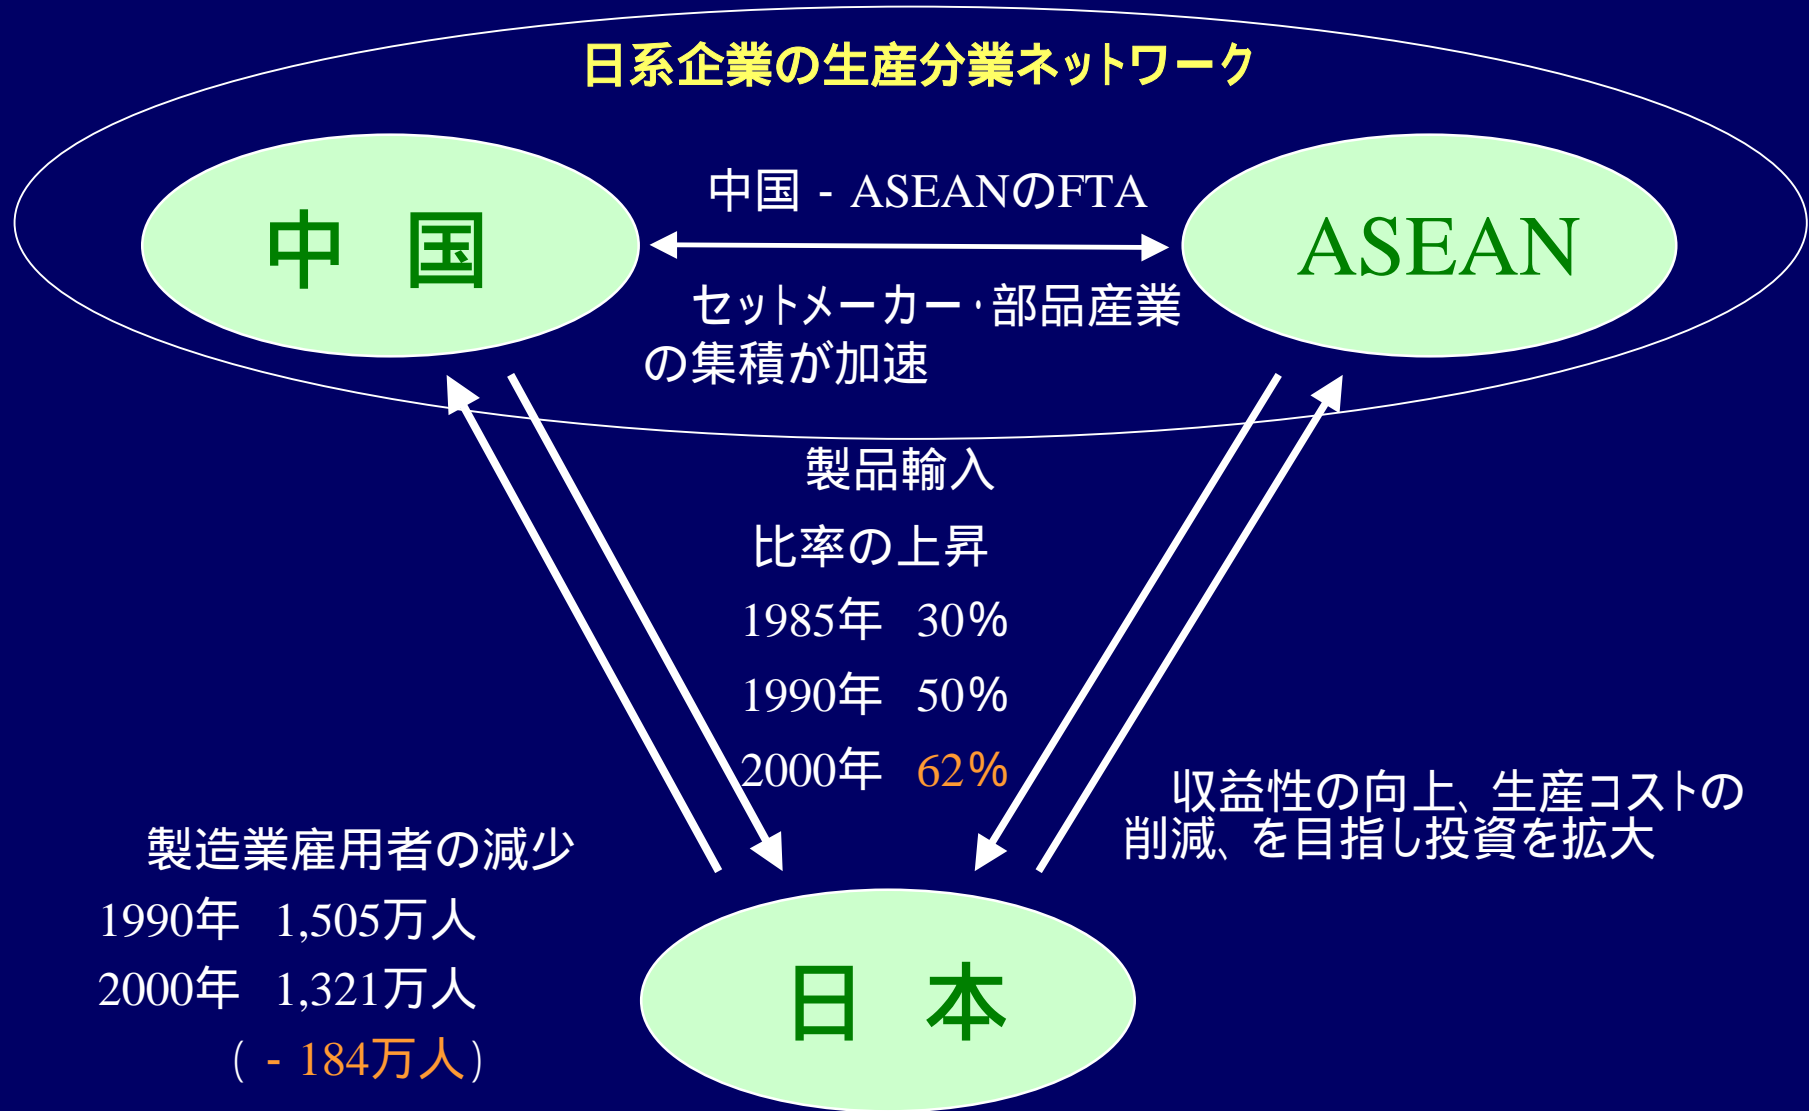 日系企業の生産分業ネットワーク
中国 - ASEANのFTA
中 国
ASEAN
セットメーカー・部品産業
の集積が加速
製品輸入
比率の上昇
1985年 30%
1990年 50%
2000年 62%
収益性の向上、生産コストの
削減、を目指し投資を拡大
製造業雇用者の減少
1990年 1,505万人
2000年 1,321万人
( - 184万人)
日 本